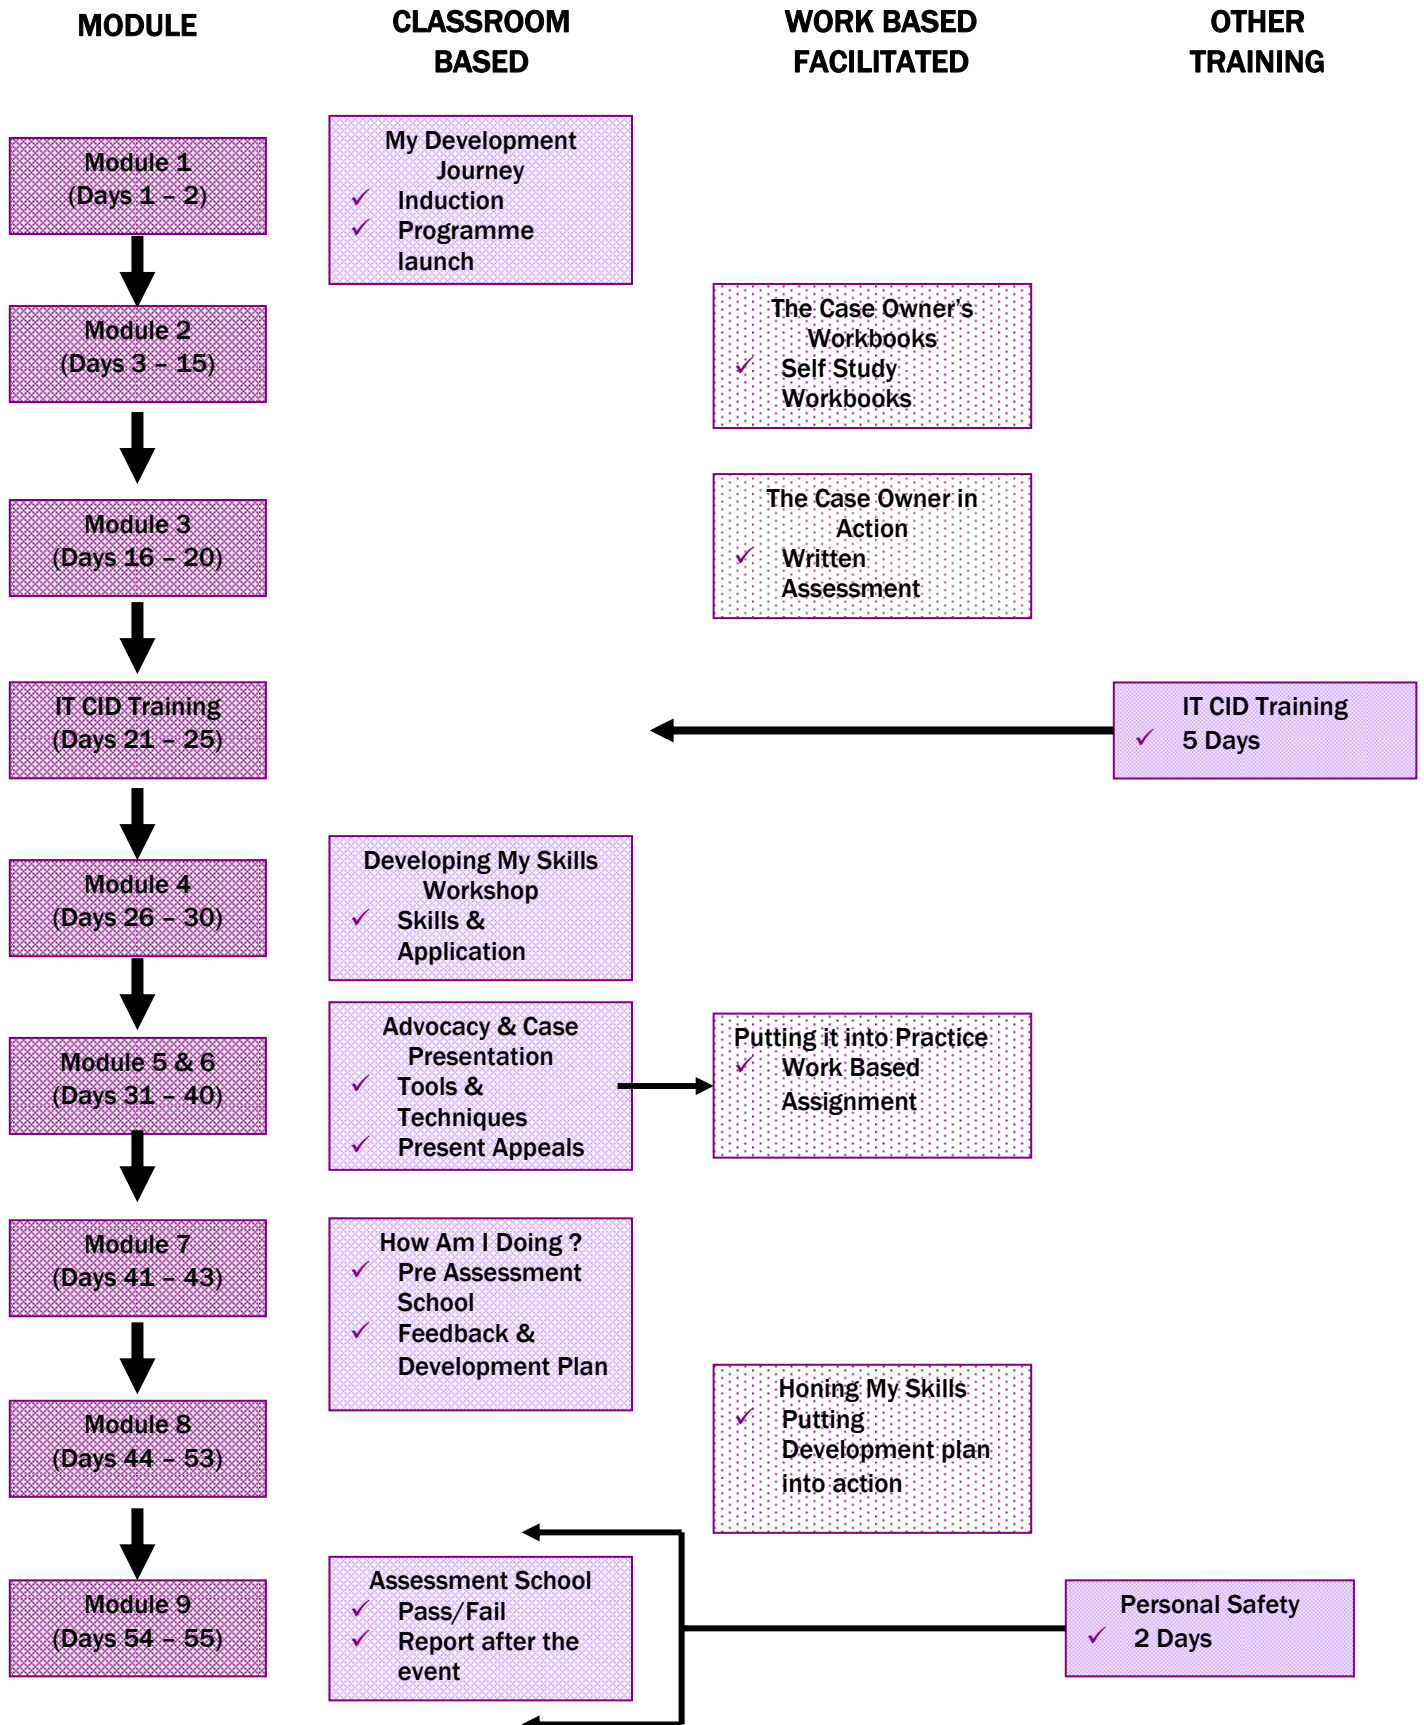 MODULE
CLASSROOM
BASED
WORK BASED
FACILITATED
OTHER
TRAINING
Module 1
(Days 1 – 2)
My Development
Journey
✓ Induction
✓ Programme
launch
Module 2
(Days 3 – 15)
The Case Owner's
Workbooks
✓ Self Study
Workbooks
Module 3
(Days 16 – 20)
The Case Owner in
Action
✓ Written
Assessment
IT CID Training
(Days 21 – 25)
IT CID Training
✓ 5 Days
Module 4
(Days 26 – 30)
Developing My Skills
Workshop
✓ Skills &
Application
Module 5 & 6
(Days 31 – 40)
Advocacy & Case
Presentation
✓ Tools &
Techniques
✓ Present Appeals
Putting it into Practice
✓ Work Based
Assignment
Module 7
(Days 41 – 43)
How Am I Doing ?
✓ Pre Assessment
School
✓ Feedback &
Development Plan
Module 8
(Days 44 – 53)
Honing My Skills
✓ Putting
Development plan
into action
Module 9
(Days 54 – 55)
Assessment School
✓ Pass/Fail
✓ Report after the
event
Personal Safety
✓ 2 Days